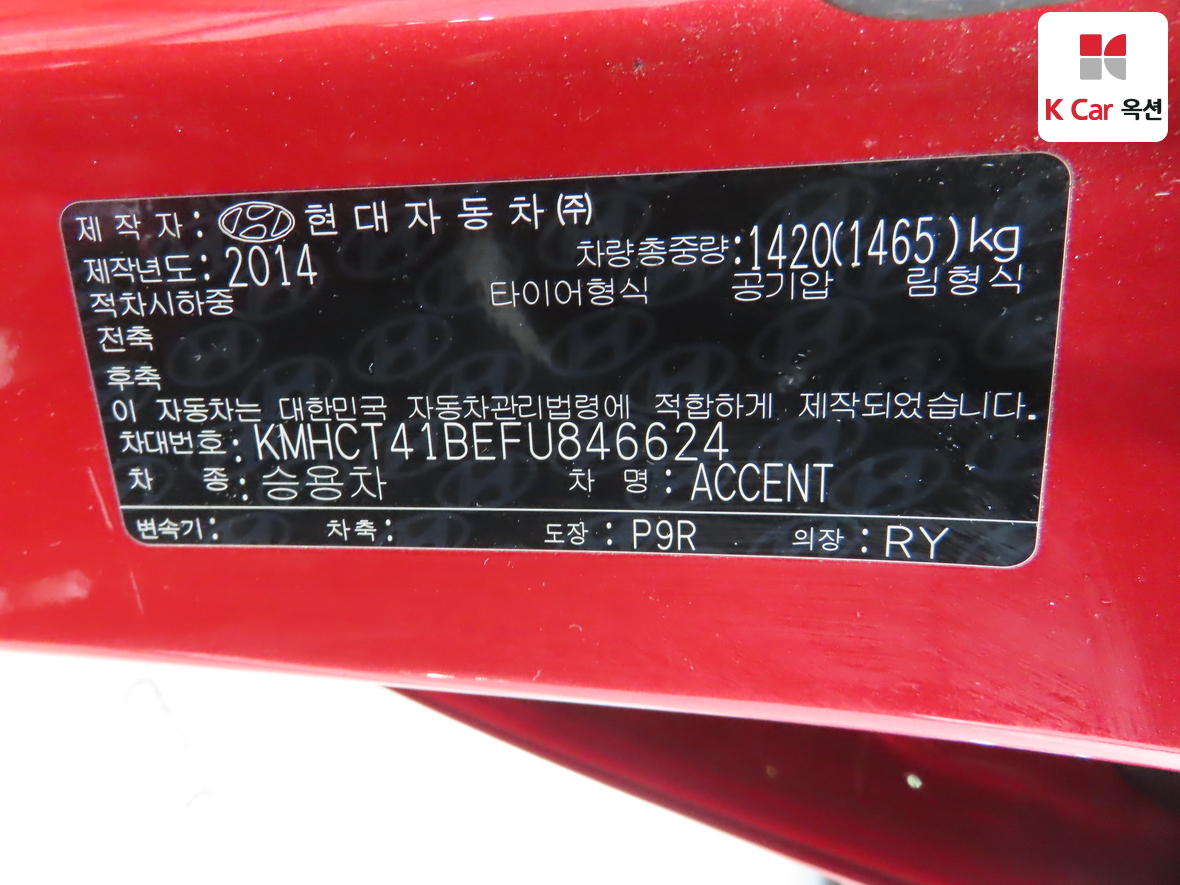 K Car 옥션
제 작 자 : 현 대 자 동 차 ㈜
제작년도 : 2014 차량총중량 : 1420(1465)kg
적차시하중 타이어형식 공기압 림형식
전축
후축
이 자동차는 대한민국 자동차관리법령에 적합하게 제작되었습니다.
차대번호 : KMHCT41BEFU846624
차 종 : 승용차 차 명 : ACCENT
변속기 : 차축 : 도장 : P9R 의장 : RY